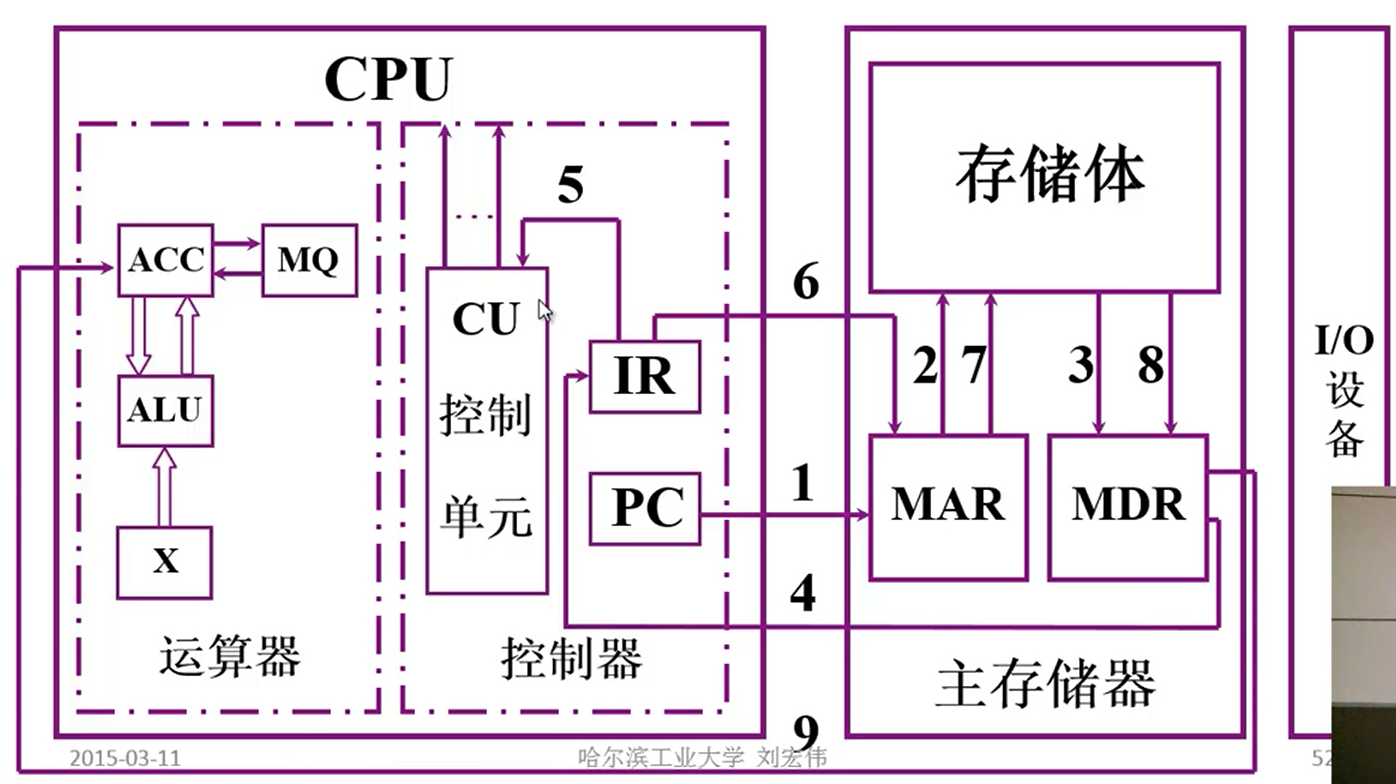 CPU
ACC
MQ
ALU
X
运算器
5
····
CU
控制
单元
IR
PC
控制器
6
1
4
9
存储体
2
7
3
8
MAR
MDR
主存储器
I/O
设
备
2015-03-11
哈尔滨工业大学 刘宏伟
52